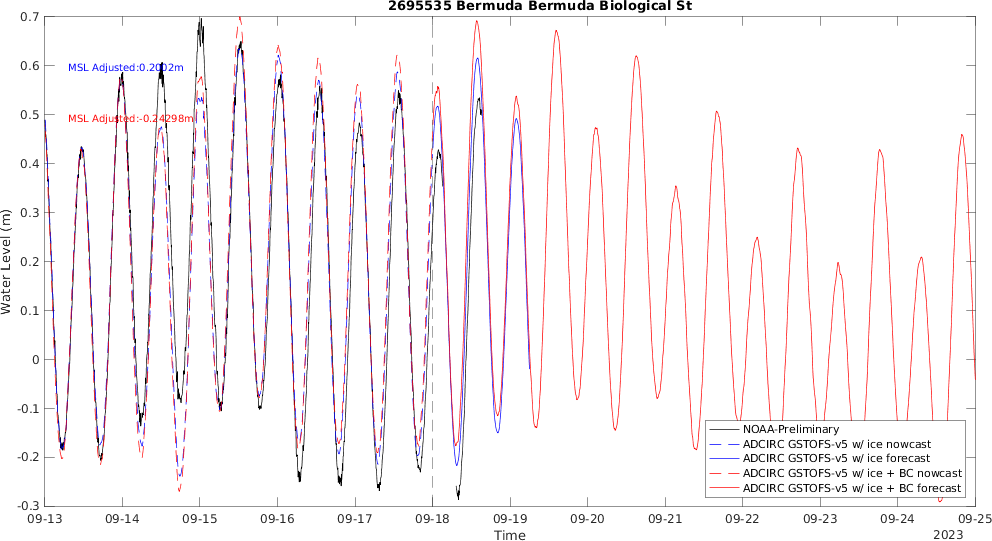 2695535 Bermuda Bermuda Biological St
0.7
0.6
0.5
0.4
0.3
0.2
0.1
0
-0.1
-0.2
-0.3
Water Level (m)
MSL Adjusted:0.2002m
MSL Adjusted:-0.24298m
NOAA-Preliminary
ADCIRC GSTOFS-v5 w/ ice nowcast
ADCIRC GSTOFS-v5 w/ ice forecast
ADCIRC GSTOFS-v5 w/ ice + BC nowcast
ADCIRC GSTOFS-v5 w/ ice + BC forecast
09-13 09-14 09-15 09-16 09-17 09-18 09-19 09-20 09-21 09-22 09-23 09-24 09-25
Time
2023